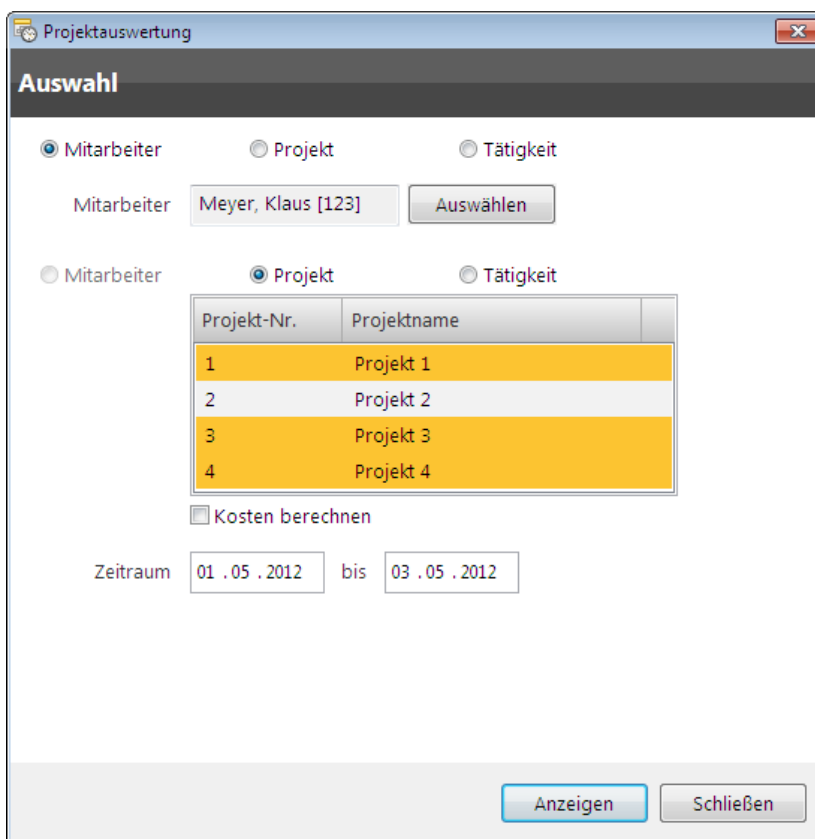 Projektauswertung
Auswahl
Mitarbeiter Projekt Tätigkeit
Mitarbeiter Meyer, Klaus [123] Auswählen
Mitarbeiter Projekt Tätigkeit
Projekt-Nr. Projektname
1 Projekt 1
2 Projekt 2
3 Projekt 3
4 Projekt 4
Kosten berechnen
Zeitraum 01 . 05 . 2012 bis 03 . 05 . 2012
Anzeigen Schließen